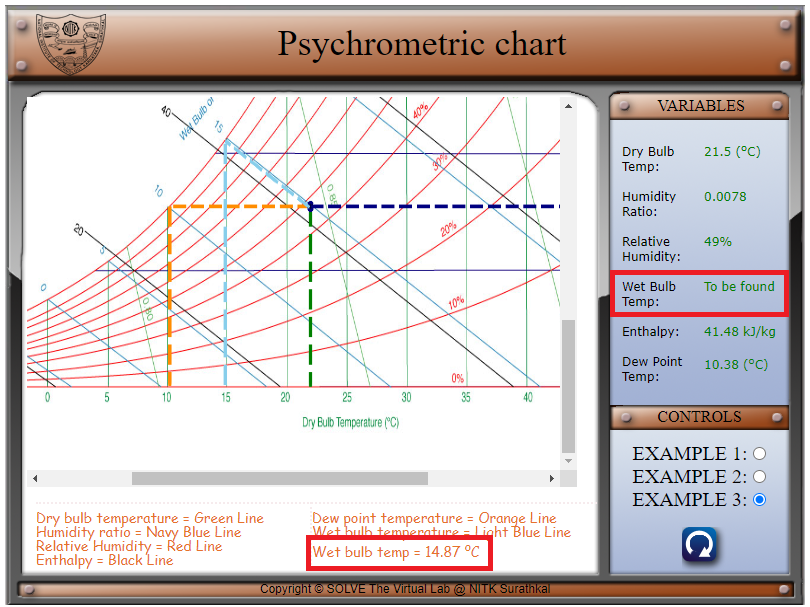 Psychrometric chart
VARIABLES
Dry Bulb Temp: 21.5 (°C)
Humidity Ratio: 0.0078
Relative Humidity: 49%
Wet Bulb Temp: To be found
Enthalpy: 41.48 kJ/kg
Dew Point Temp: 10.38 (°C)
CONTROLS
EXAMPLE 1:
EXAMPLE 2:
EXAMPLE 3:
40
Wet Bulb or
15
40%
30%
0.85
10
20
20%
5
0
0.80
10%
0%
0 5 10 15 20 25 30 35 40
Dry Bulb Temperature (°C)
Dry bulb temperature = Green Line
Humidity ratio = Navy Blue Line
Relative Humidity = Red Line
Enthalpy = Black Line
Dew point temperature = Orange Line
Wet bulb temperature = Light Blue Line
Wet bulb temp = 14.87 °C
Copyright © SOLVE The Virtual Lab @ NITK Surathkal